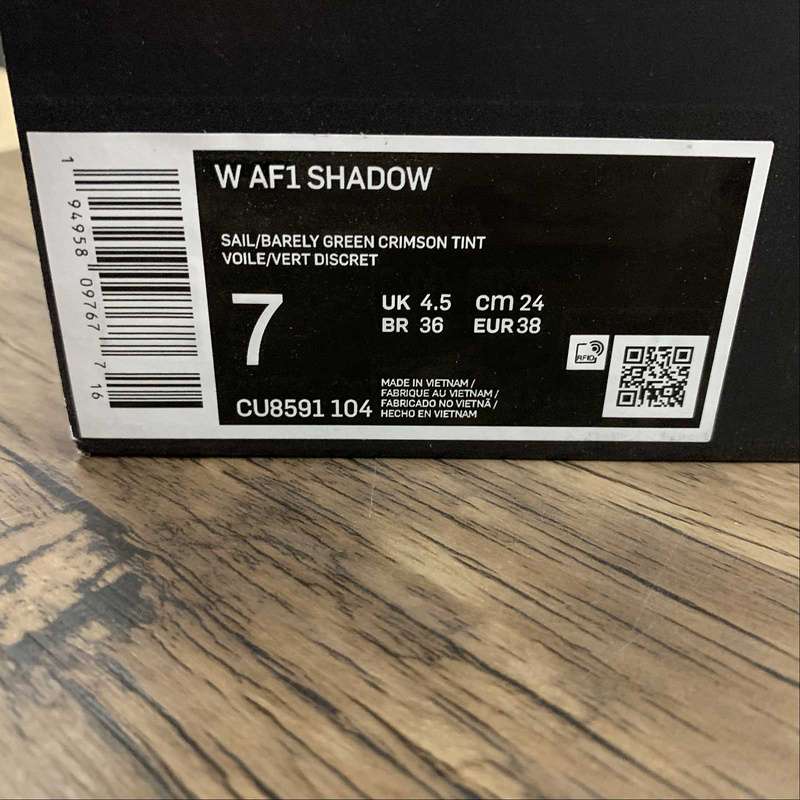 W AF1 SHADOW
SAIL/BARELY GREEN CRIMSON TINT
VOILE/VERT DISCRET
7
UK 4.5 cm 24
BR 36 EUR 38
CU8591 104
MADE IN VIETNAM /
FABRIQUE AU VIETNAM /
FABRICADO NO VIETNÃ /
HECHO EN VIETNAM
RFID
1 94958 09767 7 16